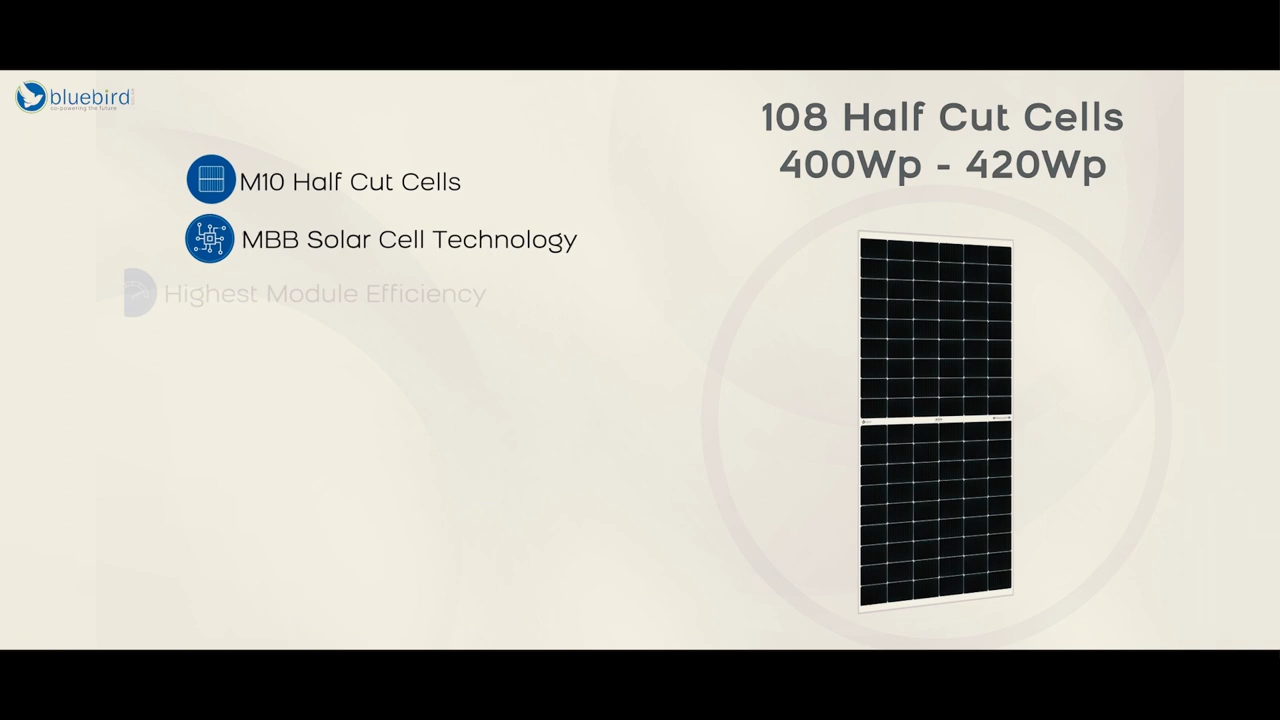 bluebird
co-powering the future
108 Half Cut Cells
400Wp - 420Wp
M10 Half Cut Cells
MBB Solar Cell Technology
Highest Module Efficiency